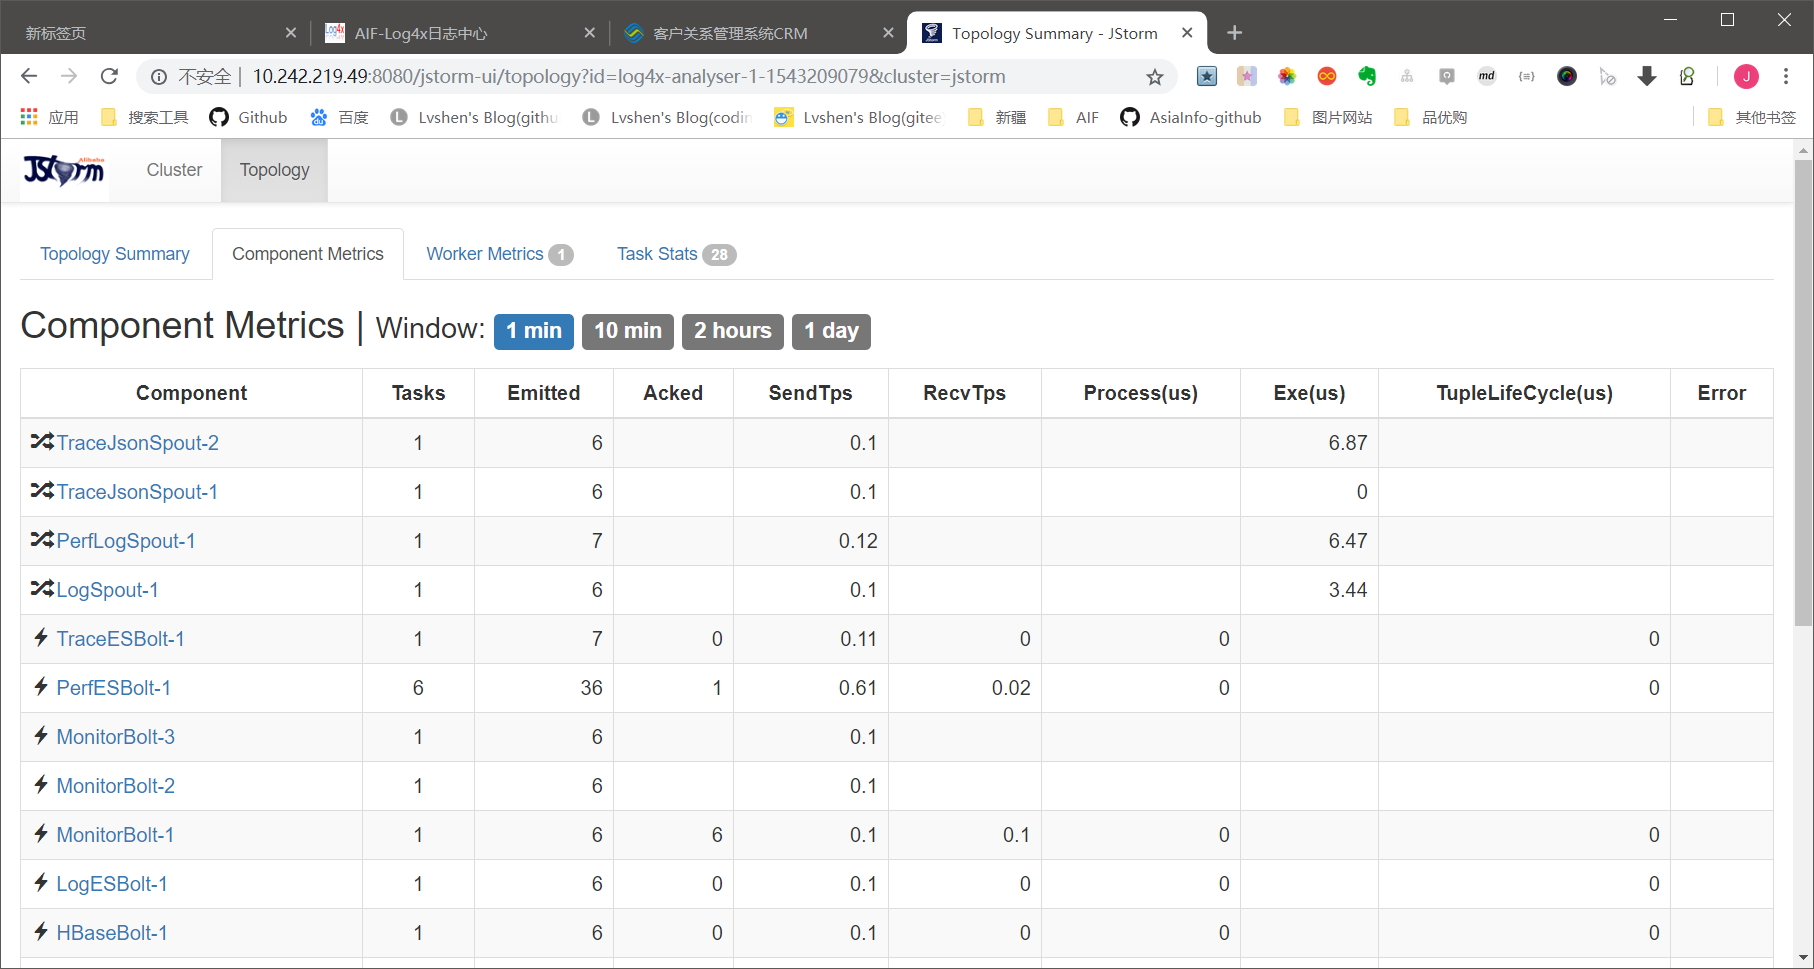 新标签页
AIF-Log4x日志中心
客户关系管理系统CRM
Topology Summary - JStorm
不安全 | 10.242.219.49:8080/jstorm-ui/topology?id=log4x-analyser-1-1543209079&cluster=jstorm
md
J
应用 搜索工具 Github 百度 L Lvshen's Blog(githu L Lvshen's Blog(codin Lvshen's Blog(gitee 新疆 AIF AsiaInfo-github 图片网站 品优购 其他书签
JStorm Alibaba Cluster Topology
Topology Summary Component Metrics Worker Metrics 1 Task Stats 28
Component Metrics | Window: 1 min 10 min 2 hours 1 day
Component Tasks Emitted Acked SendTps RecvTps Process(us) Exe(us) TupleLifeCycle(us) Error
TraceJsonSpout-2 1 6 0.1 6.87
TraceJsonSpout-1 1 6 0.1 0
PerfLogSpout-1 1 7 0.12 6.47
LogSpout-1 1 6 0.1 3.44
TraceESBolt-1 1 7 0 0.11 0 0 0
PerfESBolt-1 6 36 1 0.61 0.02 0 0
MonitorBolt-3 1 6 0.1
MonitorBolt-2 1 6 0.1
MonitorBolt-1 1 6 6 0.1 0.1 0 0
LogESBolt-1 1 6 0 0.1 0 0 0
HBaseBolt-1 1 6 0 0.1 0 0 0